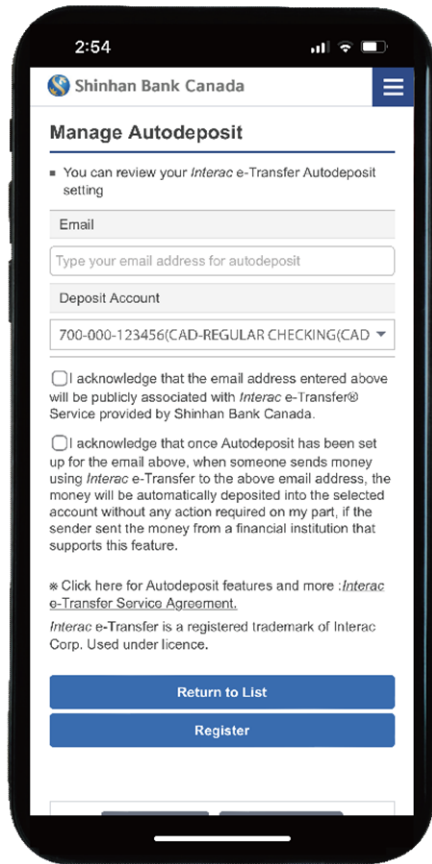 2:54
Shinhan Bank Canada
Manage Autodeposit
▪ You can review your Interac e-Transfer Autodeposit
setting
Email
Type your email address for autodeposit
Deposit Account
700-000-123456(CAD-REGULAR CHECKING(CAD
I acknowledge that the email address entered above
will be publicly associated with Interac e-Transfer®
Service provided by Shinhan Bank Canada.
I acknowledge that once Autodeposit has been set
up for the email above, when someone sends money
using Interac e-Transfer to the above email address, the
money will be automatically deposited into the selected
account without any action required on my part, if the
sender sent the money from a financial institution that
supports this feature.
※ Click here for Autodeposit features and more :Interac
e-Transfer Service Agreement.
Interac e-Transfer is a registered trademark of Interac
Corp. Used under licence.
Return to List
Register